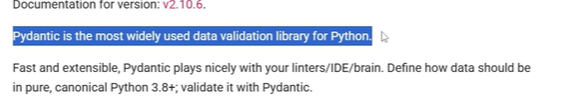 Documentation for version: v2.10.6.
Pydantic is the most widely used data validation library for Python.
Fast and extensible, Pydantic plays nicely with your linters/IDE/brain. Define how data should be
in pure, canonical Python 3.8+; validate it with Pydantic.